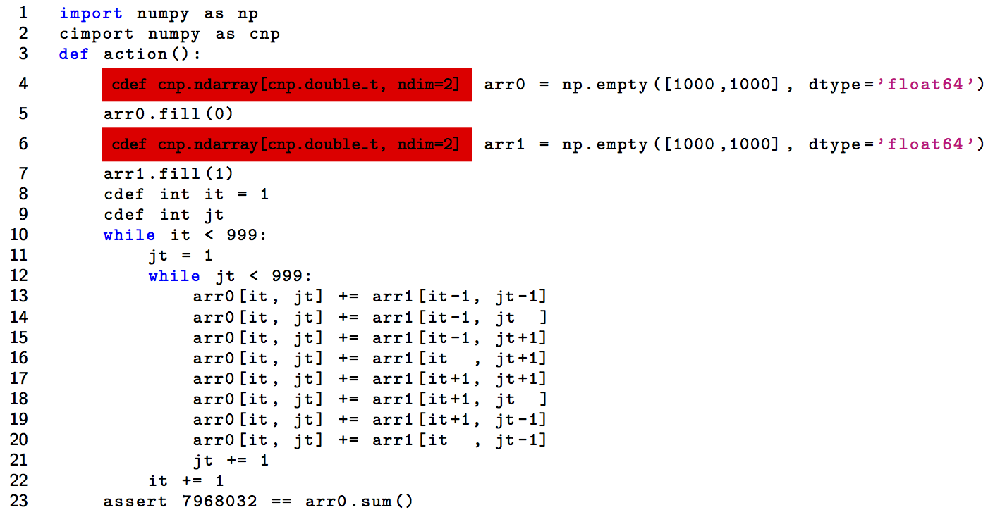 1 import numpy as np
2 cimport numpy as cnp
3 def action():
4 cdef cnp.ndarray[cnp.double_t, ndim=2] arr0 = np.empty([1000,1000], dtype='float64')
5 arr0.fill(0)
6 cdef cnp.ndarray[cnp.double_t, ndim=2] arr1 = np.empty([1000,1000], dtype='float64')
7 arr1.fill(1)
8 cdef int it = 1
9 cdef int jt
10 while it < 999:
11 jt = 1
12 while jt < 999:
13 arr0[it, jt] += arr1[it-1, jt-1]
14 arr0[it, jt] += arr1[it-1, jt  ]
15 arr0[it, jt] += arr1[it-1, jt+1]
16 arr0[it, jt] += arr1[it  , jt+1]
17 arr0[it, jt] += arr1[it+1, jt+1]
18 arr0[it, jt] += arr1[it+1, jt  ]
19 arr0[it, jt] += arr1[it+1, jt-1]
20 arr0[it, jt] += arr1[it  , jt-1]
21 jt += 1
22 it += 1
23 assert 7968032 == arr0.sum()